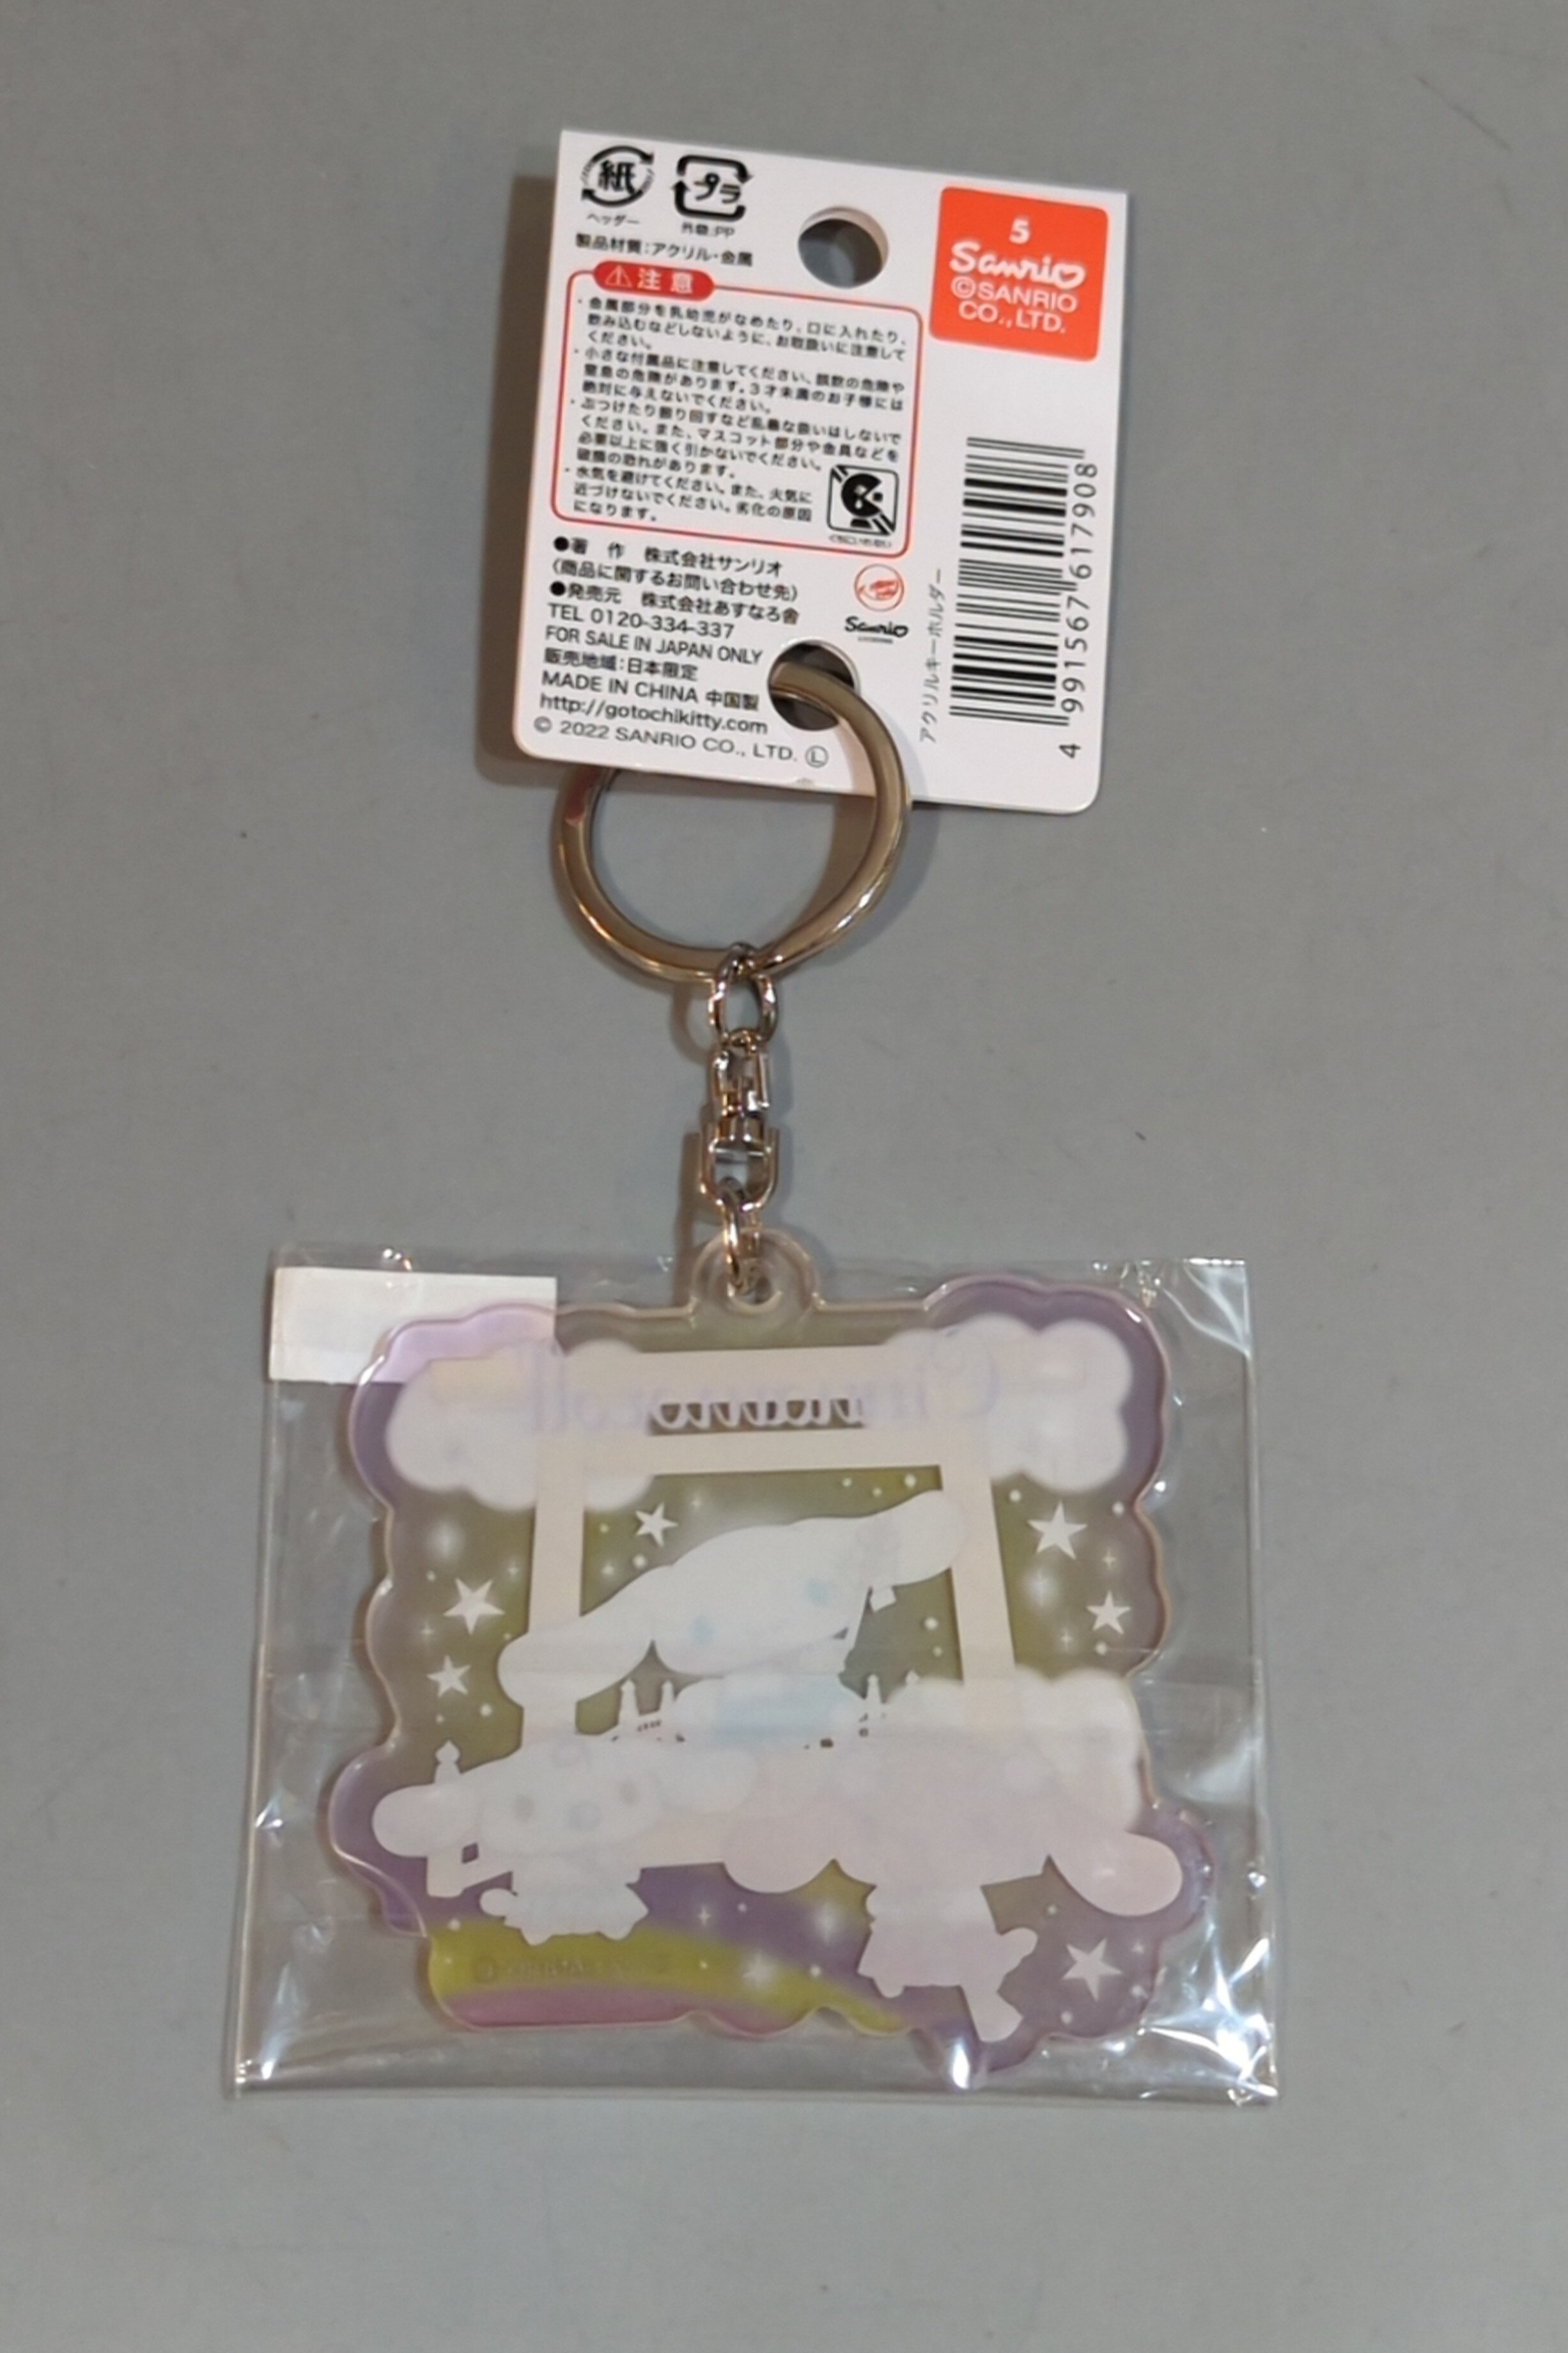 紙
プラ
ヘッダー
外袋:PP
製品材質:アクリル・金属
5
Sanrio
©SANRIO
CO.,LTD.
⚠注意
・金属部分を乳幼児がなめたり、口に入れたり、
飲み込むなどしないように、お取扱いに注意して
ください。
・小さな付属品に注意してください、誤飲の危険や
窒息の危険があります。3才未満のお子様には
絶対に与えないでください。
・ぶつけたり振り回すなど乱暴な扱いはしないで
ください。また、マスコット部分や金具などを
必要以上に強く引かないでください。
破損の恐れがあります。
・水気を避けてください。また、火気に
近づけないでください。劣化の原因
になります。
くちにいれない
●著 作 株式会社サンリオ
(商品に関するお問い合わせ先)
●発売元 株式会社あすなろ舎
TEL 0120-334-337
FOR SALE IN JAPAN ONLY
販売地域:日本限定
MADE IN CHINA 中国製
http://gotochikitty.com
© 2022 SANRIO CO., LTD. Ⓛ
Sanrio
アクリルキーホルダー
4 991567 617908
Cinnamoroll